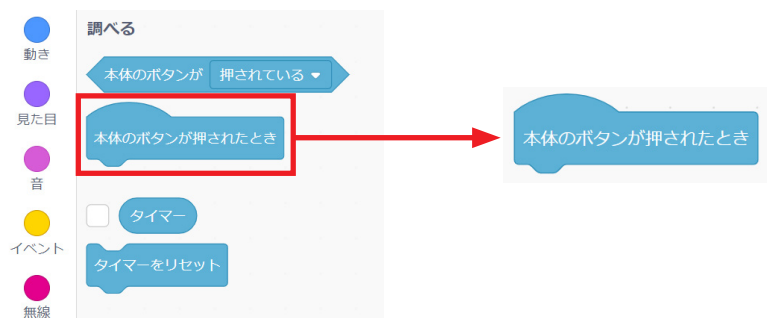 動き
見た目
音
イベント
無線
調べる
本体のボタンが 押されている
本体のボタンが押されたとき
タイマー
タイマーをリセット
本体のボタンが押されたとき